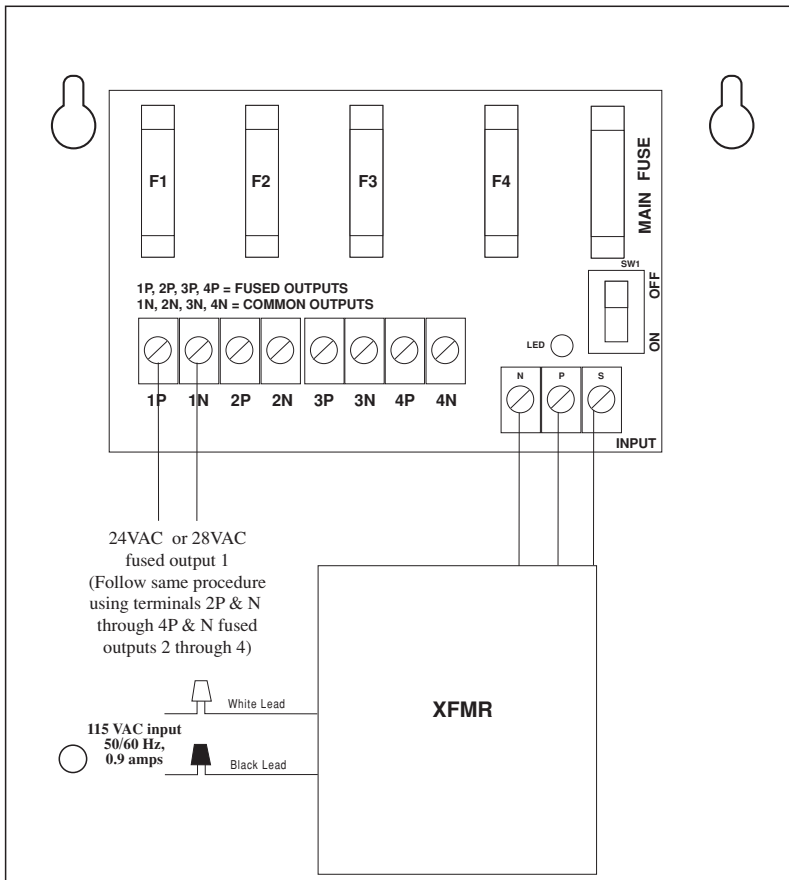 F1
F2
F3
F4
MAIN FUSE
SW1
OFF
ON
1P, 2P, 3P, 4P = FUSED OUTPUTS
1N, 2N, 3N, 4N = COMMON OUTPUTS
LED
N P S
1P 1N 2P 2N 3P 3N 4P 4N
INPUT
24VAC or 28VAC
fused output 1
(Follow same procedure
using terminals 2P & N
through 4P & N fused
outputs 2 through 4)
White Lead
XFMR
115 VAC input
50/60 Hz,
0.9 amps
Black Lead